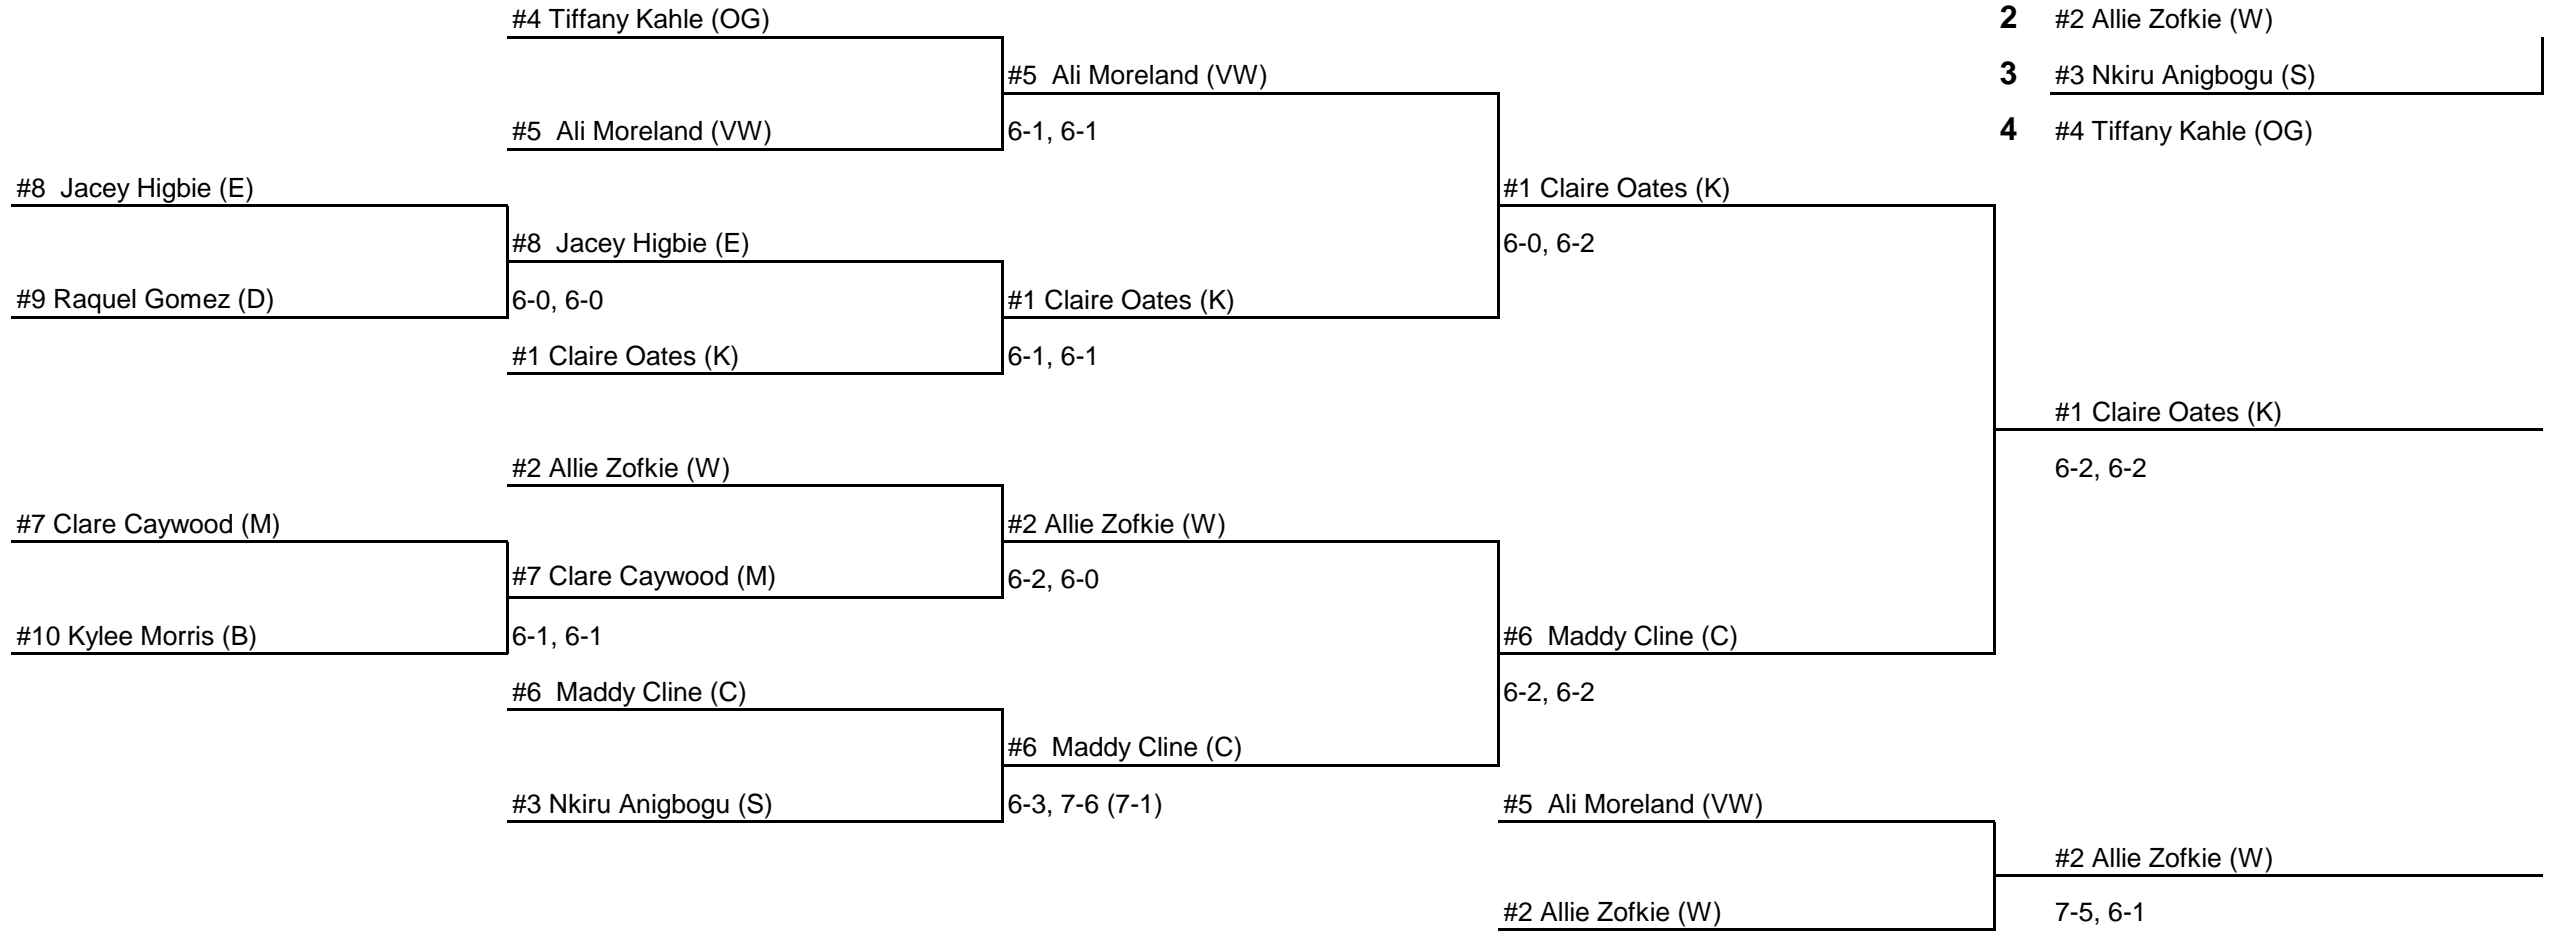 #4 Tiffany Kahle (OG)
2 #2 Allie Zofkie (W)
#5  Ali Moreland (VW)
3 #3 Nkiru Anigbogu (S)
#5  Ali Moreland (VW)
6-1, 6-1
4 #4 Tiffany Kahle (OG)
#8  Jacey Higbie (E)
#1 Claire Oates (K)
#8  Jacey Higbie (E)
6-0, 6-2
#9 Raquel Gomez (D)
6-0, 6-0
#1 Claire Oates (K)
#1 Claire Oates (K)
6-1, 6-1
#1 Claire Oates (K)
#2 Allie Zofkie (W)
6-2, 6-2
#7 Clare Caywood (M)
#2 Allie Zofkie (W)
#7 Clare Caywood (M)
6-2, 6-0
#10 Kylee Morris (B)
6-1, 6-1
#6  Maddy Cline (C)
#6  Maddy Cline (C)
6-2, 6-2
#6  Maddy Cline (C)
#3 Nkiru Anigbogu (S)
6-3, 7-6 (7-1)
#5  Ali Moreland (VW)
#2 Allie Zofkie (W)
#2 Allie Zofkie (W)
7-5, 6-1